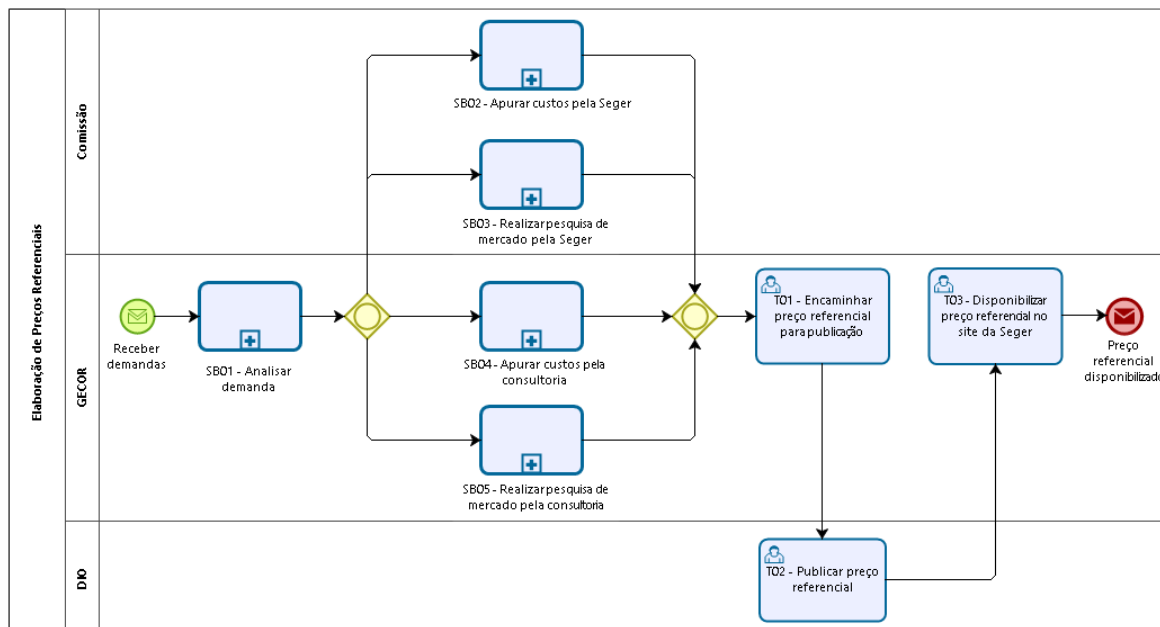 Elaboração de Preços Referenciais
Comissão
SB02 - Apurar custos pela Seger
SB03 - Realizar pesquisa de
mercado pela Seger
GECOR
Receber
demandas
SB01 - Analisar
demanda
SB04 - Apurar custos pela
consultoria
SB05 - Realizar pesquisa de
mercado pela consultoria
T01 - Encaminhar
preço referencial
para publicação
T03 - Disponibilizar
preço referencial no
site da Seger
Preço
referencial
disponibilizado
DIO
T02 - Publicar preço
referencial